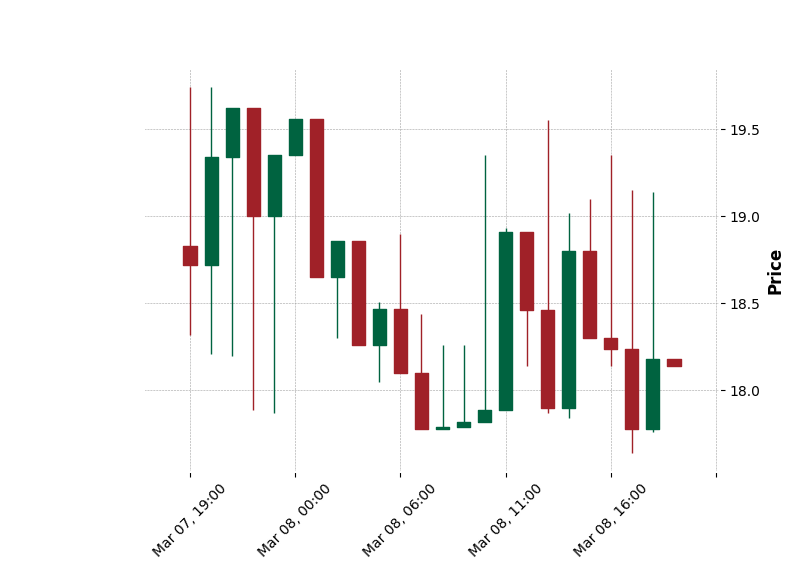 19.5
19.0
18.5
18.0
Price
Mar 07, 19:00
Mar 08, 00:00
Mar 08, 06:00
Mar 08, 11:00
Mar 08, 16:00